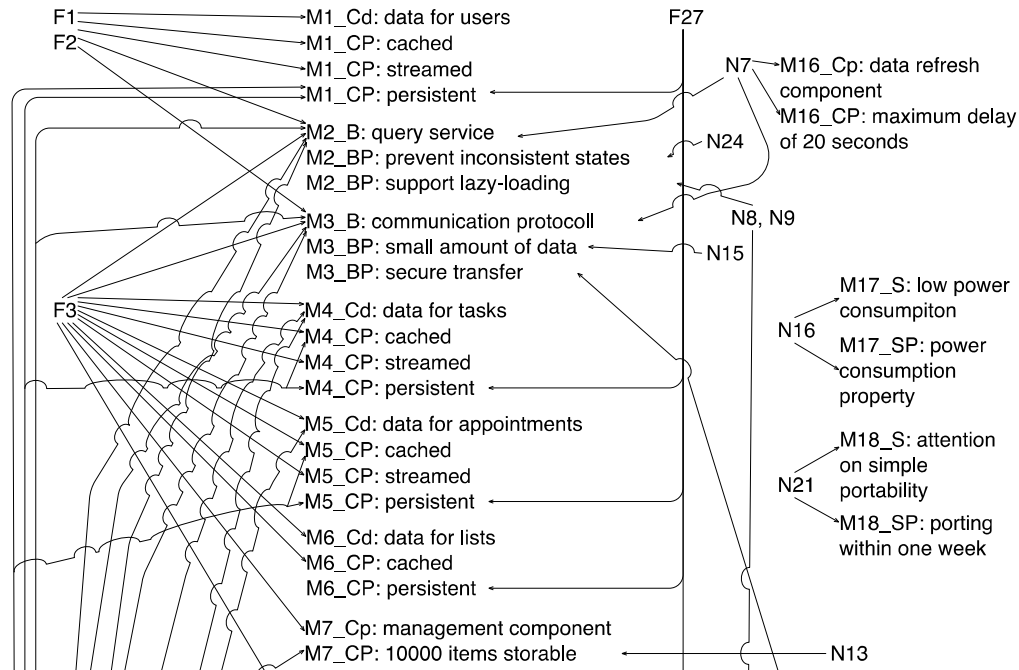 F1
F2
F3
M1_Cd: data for users
M1_CP: cached
M1_CP: streamed
M1_CP: persistent
M2_B: query service
M2_BP: prevent inconsistent states
M2_BP: support lazy-loading
M3_B: communication protocoll
M3_BP: small amount of data
M3_BP: secure transfer
M4_Cd: data for tasks
M4_CP: cached
M4_CP: streamed
M4_CP: persistent
M5_Cd: data for appointments
M5_CP: cached
M5_CP: streamed
M5_CP: persistent
M6_Cd: data for lists
M6_CP: cached
M6_CP: persistent
M7_Cp: management component
M7_CP: 10000 items storable
F27
N7
N24
N8, N9
N15
N13
M16_Cp: data refresh
component
M16_CP: maximum delay
of 20 seconds
N16
M17_S: low power
consumpiton
M17_SP: power
consumption
property
N21
M18_S: attention
on simple
portability
M18_SP: porting
within one week